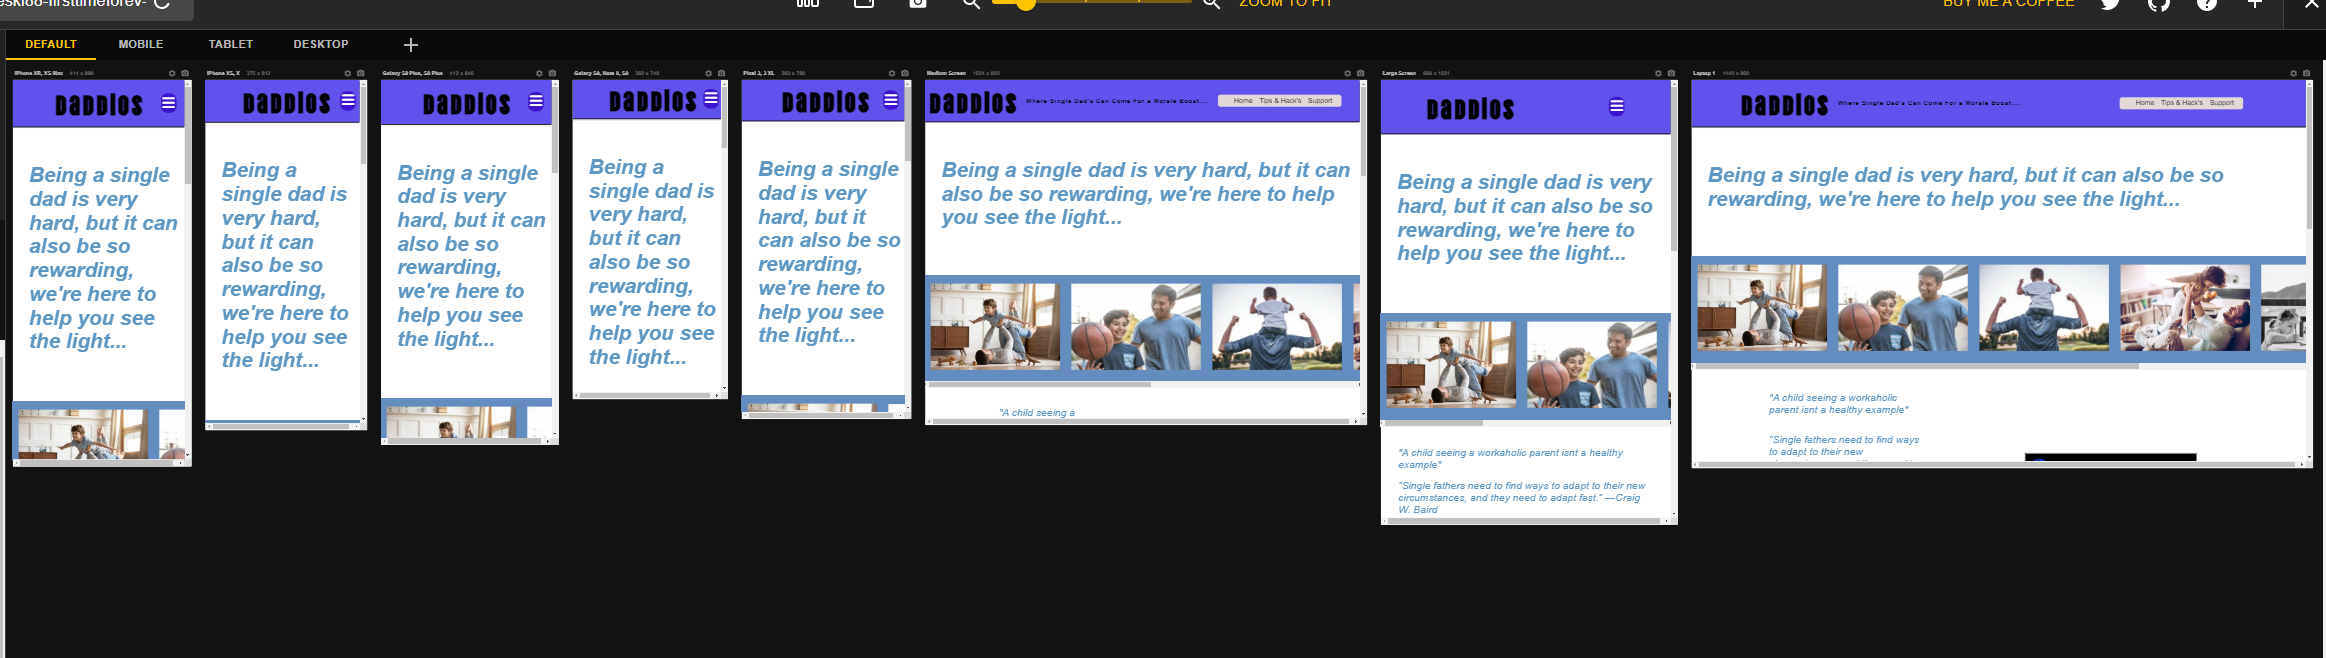 ZOOM TO FIT
BUY ME A COFFEE
DEFAULT
MOBILE
TABLET
DESKTOP
iPhone XR, XS Max 414 x 896
DaDDIOS
Being a single
dad is very
hard, but it can
also be so
rewarding,
we're here to
help you see
the light...
iPhone XS, X 375 x 812
DaDDIOS
Being a
single dad is
very hard,
but it can
also be so
rewarding,
we're here to
help you see
the light...
Galaxy S9 Plus, S8 Plus 412 x 846
DaDDIOS
Being a single
dad is very
hard, but it can
also be so
rewarding,
we're here to
help you see
the light...
Galaxy S9, Note 8, S8 360 x 740
DaDDIOS
Being a
single dad is
very hard,
but it can
also be so
rewarding,
we're here to
help you see
the light...
Pixel 3, 3 XL 393 x 786
DaDDIOS
Being a single
dad is very
hard, but it
can also be so
rewarding,
we're here to
help you see
the light...
Medium Screen 1024 x 800
DaDDIOS
Where Single Dad's Can Come For a Morale Boost....
Home Tips & Hack's Support
Being a single dad is very hard, but it can
also be so rewarding, we're here to help
you see the light...
"A child seeing a
Large Screen
DaDDIOS
Being a single dad is very
hard, but it can also be so
rewarding, we're here to
help you see the light...
"A child seeing a workaholic parent isnt a healthy
example"
"Single fathers need to find ways to adapt to their new
circumstances, and they need to adapt fast." —Craig
W. Baird
Laptop 1 1440 x 900
DaDDIOS
Where Single Dad's Can Come For a Morale Boost....
Home Tips & Hack's Support
Being a single dad is very hard, but it can also be so
rewarding, we're here to help you see the light...
"A child seeing a workaholic
parent isnt a healthy example"
"Single fathers need to find ways
to adapt to their new